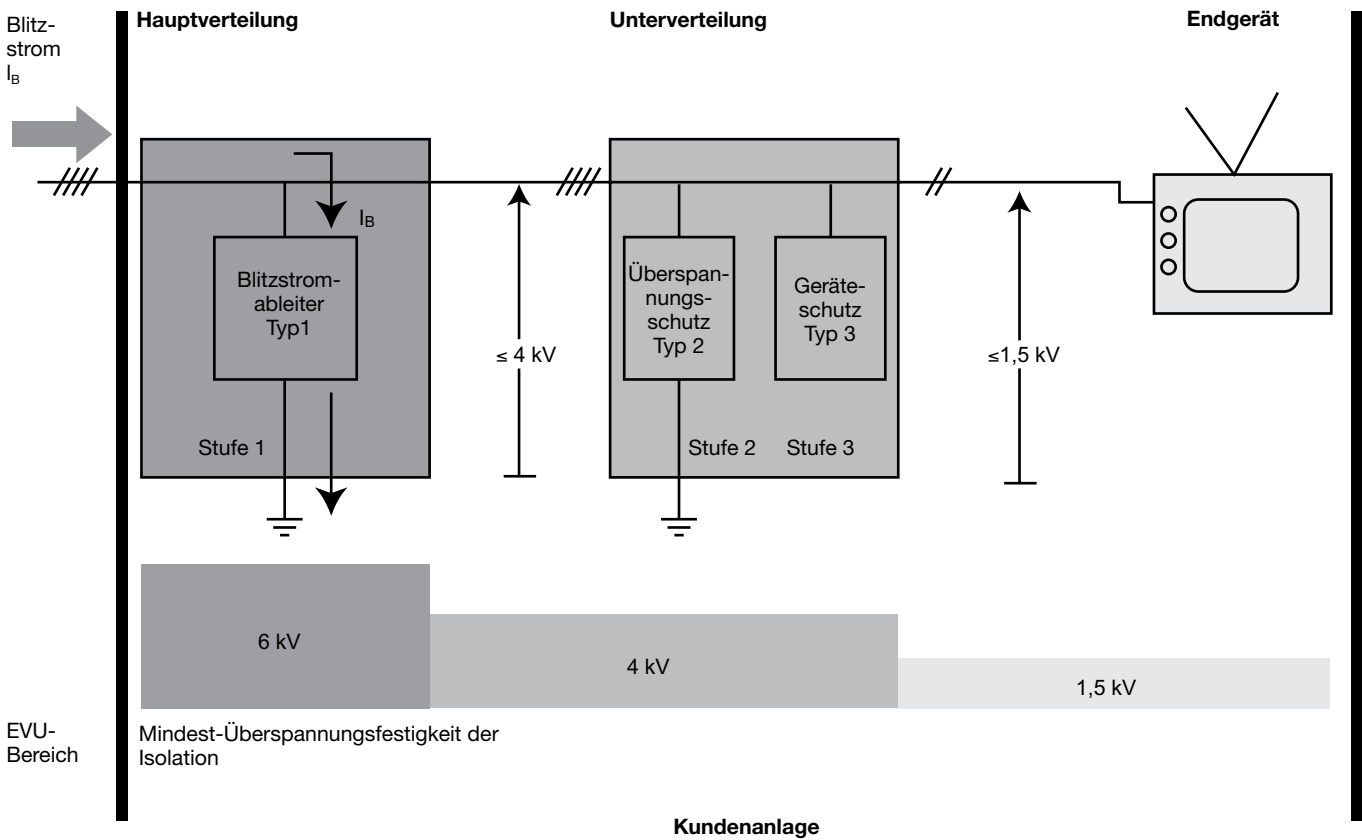 Blitz-
strom
I_B
Hauptverteilung
Unterverteilung
Endgerät
I_B
Blitzstrom-
ableiter
Typ1
Stufe 1
≤ 4 kV
Überspan-
nungs-
schutz
Typ 2
Geräte-
schutz
Typ 3
Stufe 2
Stufe 3
≤1,5 kV
6 kV
4 kV
1,5 kV
EVU-
Bereich
Mindest-Überspannungsfestigkeit der
Isolation
Kundenanlage